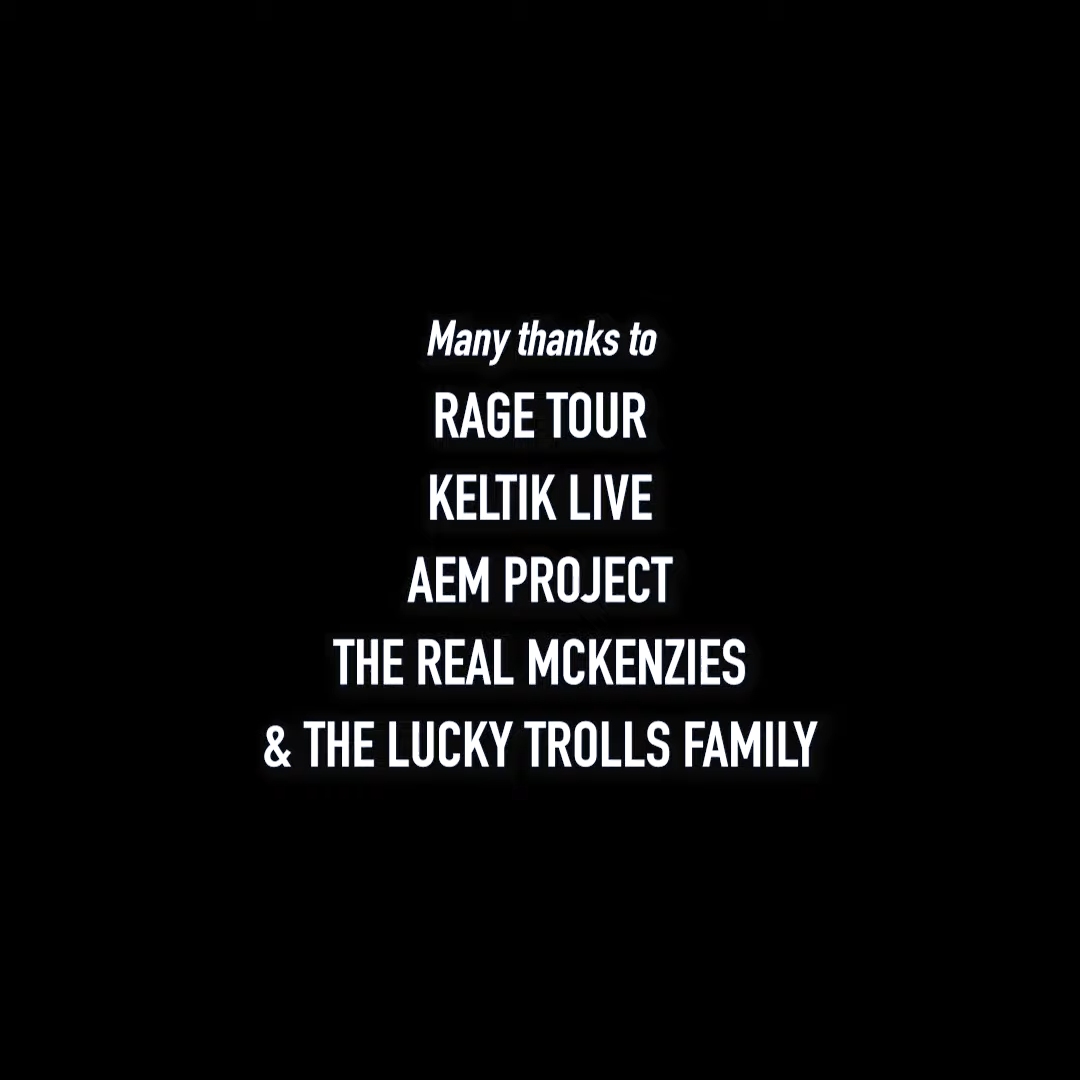 Many thanks to
RAGE TOUR
KELTIK LIVE
AEM PROJECT
THE REAL MCKENZIES
& THE LUCKY TROLLS FAMILY